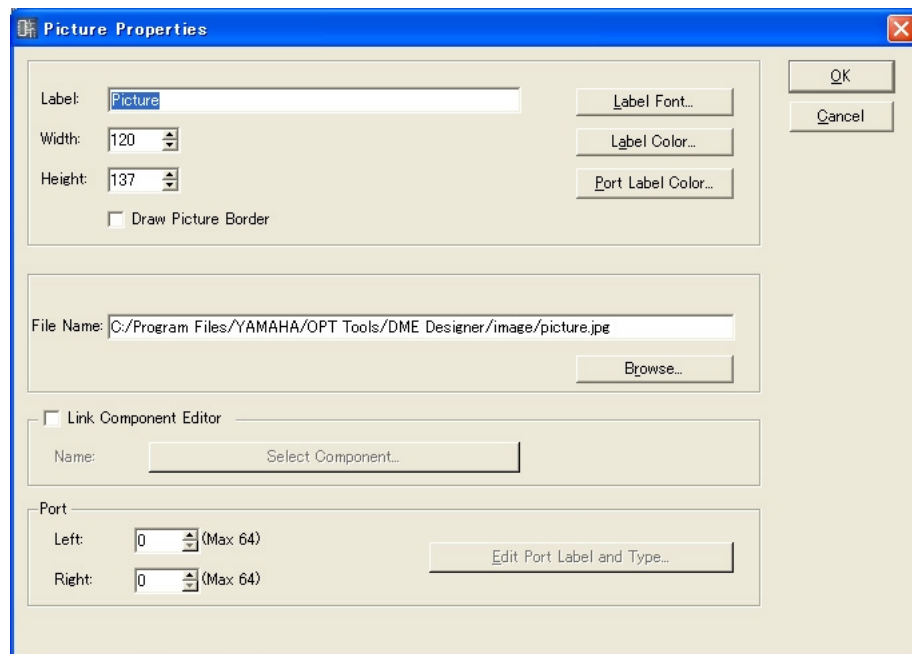 Picture Properties
OK
Label: Picture Label Font...
Cancel
Width: 120 Label Color...
Height: 137 Port Label Color...
Draw Picture Border
File Name: C:/Program Files/YAMAHA/OPT Tools/DME Designer/image/picture.jpg
Browse...
Link Component Editor
Name: Select Component...
Port
Left: 0 (Max 64)
Edit Port Label and Type...
Right: 0 (Max 64)